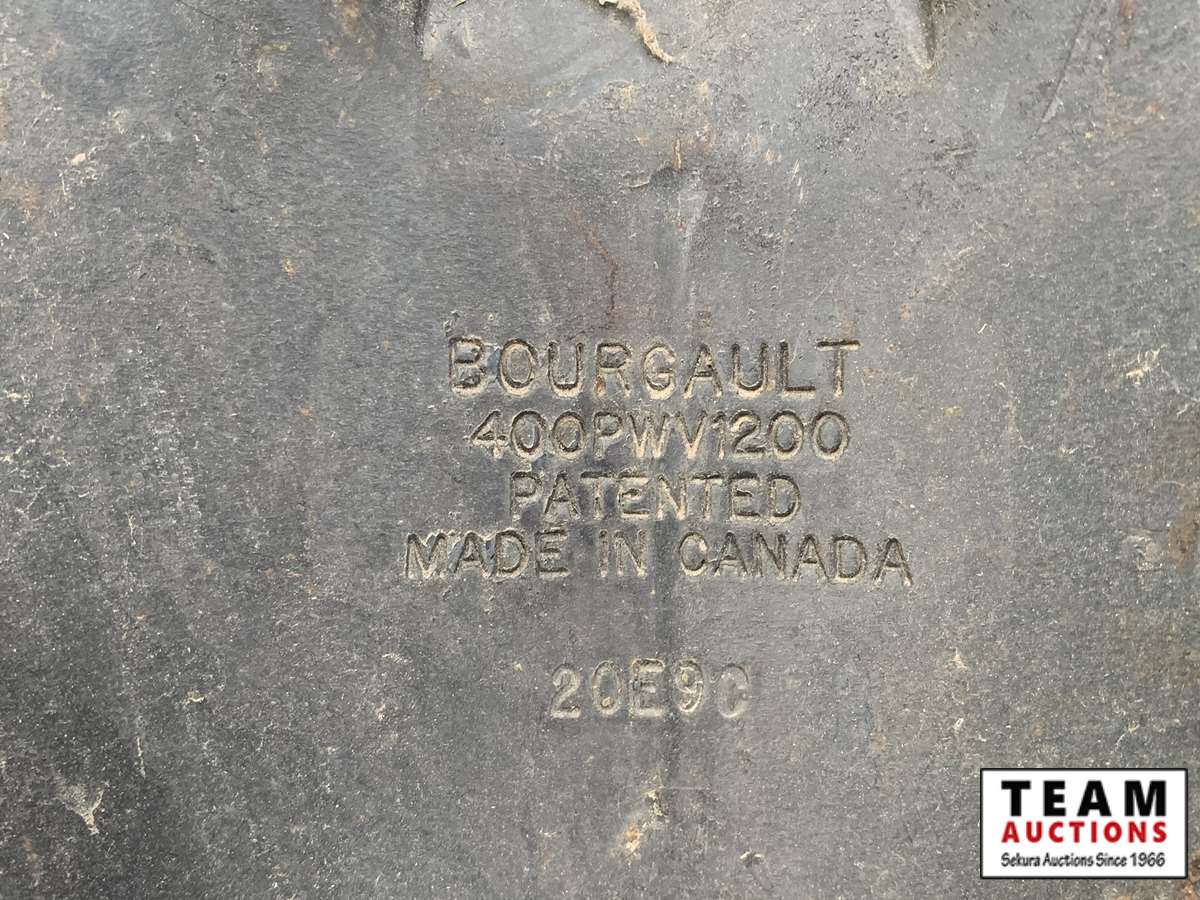 BOURGAULT
400PWV1200
PATENTED
MADE IN CANADA
20E9C
TEAM
AUCTIONS
Sekura Auctions Since 1966